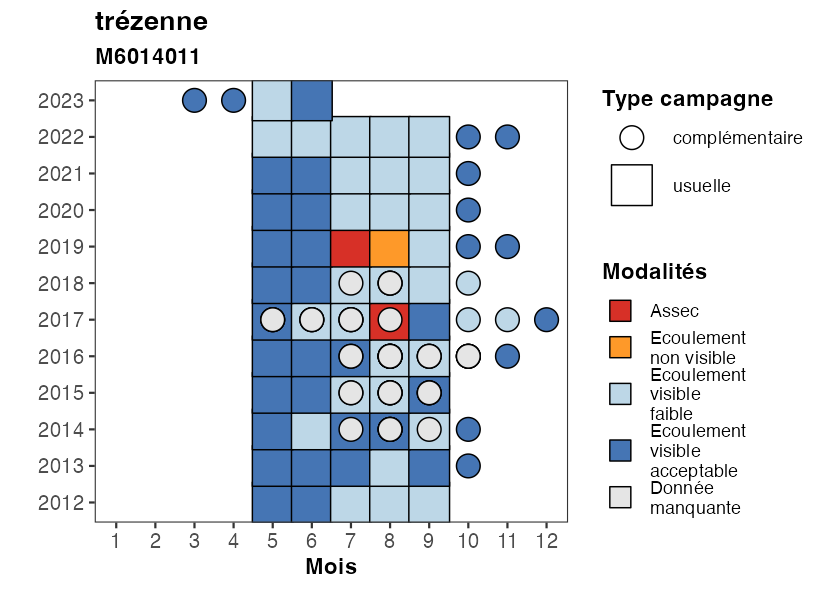 trézenne
M6014011
2023
2022
2021
2020
2019
2018
2017
2016
2015
2014
2013
2012
1 2 3 4 5 6 7 8 9 10 11 12
Mois
Type campagne
complémentaire
usuelle
Modalités
Assec
Ecoulement
non visible
Ecoulement
visible
faible
Ecoulement
visible
acceptable
Donnée
manquante